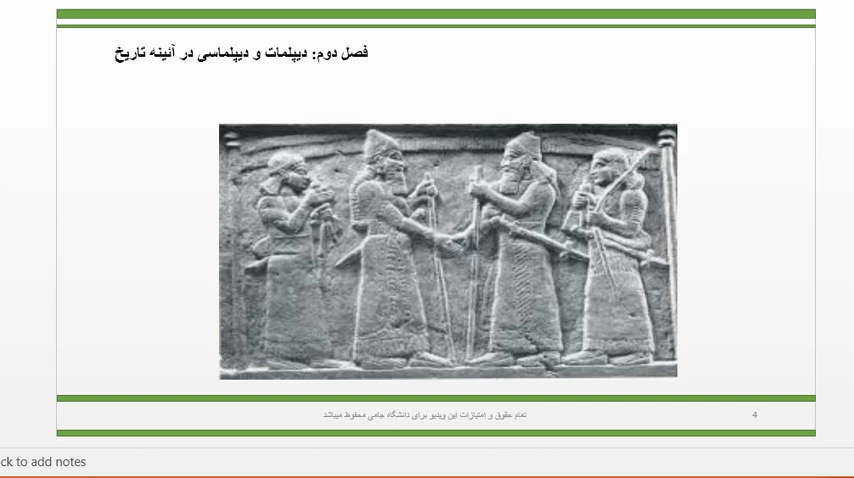 فصل دوم: دیپلمات و دیپلماسی در آئینه تاریخ
تمام حقوق و امتیازات این ویدیو برای دانشگاه جامی محفوظ میباشد
4
ck to add notes